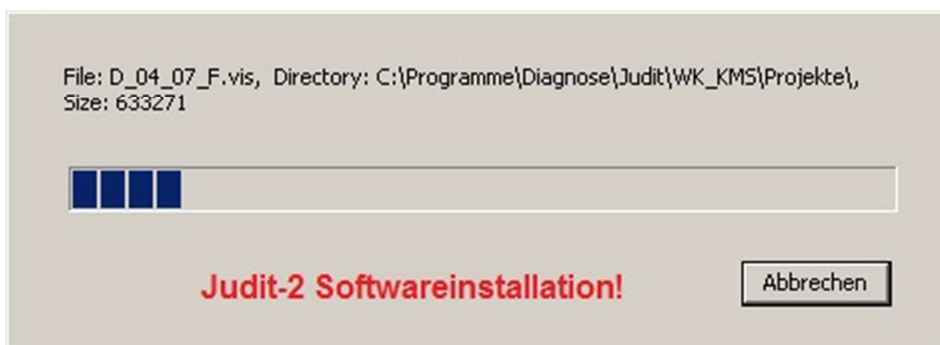 File: D_04_07_F.vis, Directory: C:\Programme\Diagnose\Judit\WK_KMS\Projekte\,
Size: 633271
Judit-2 Softwareinstallation!
Abbrechen